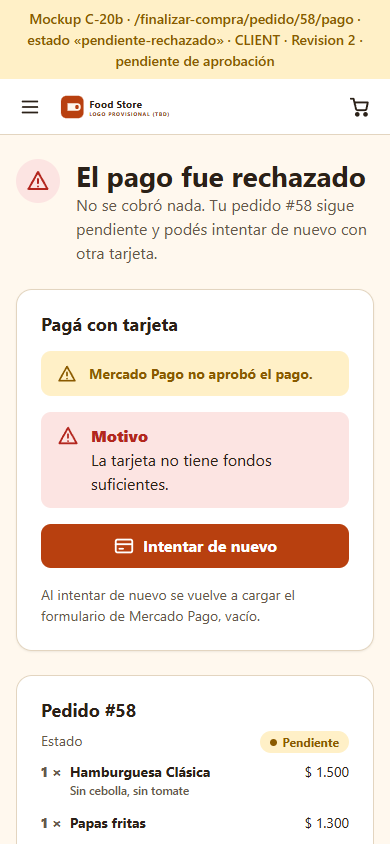 Mockup C-20b · /finalizar-compra/pedido/58/pago ·
estado «pendiente-rechazado» · CLIENT · Revision 2 ·
pendiente de aprobación
Food Store
LOGO PROVISIONAL (TBD)
El pago fue rechazado
No se cobró nada. Tu pedido #58 sigue
pendiente y podés intentar de nuevo con
otra tarjeta.
Pagá con tarjeta
Mercado Pago no aprobó el pago.
Motivo
La tarjeta no tiene fondos
suficientes.
Intentar de nuevo
Al intentar de nuevo se vuelve a cargar el
formulario de Mercado Pago, vacío.
Pedido #58
Estado Pendiente
1 × Hamburguesa Clásica $ 1.500
Sin cebolla, sin tomate
1 × Papas fritas $ 1.300